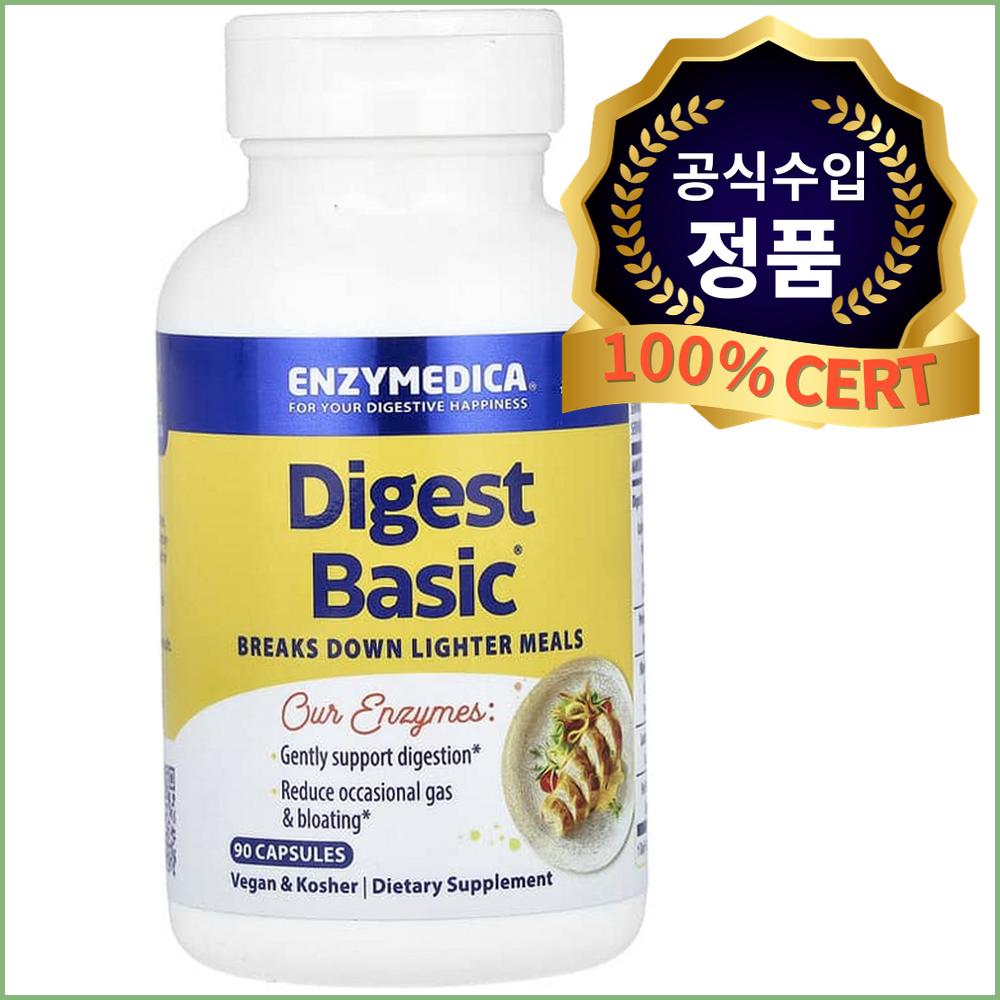 공식수입
정품
100% CERT
ENZYMEDICA®
FOR YOUR DIGESTIVE HAPPINESS
Digest
Basic®
BREAKS DOWN LIGHTER MEALS
Our Enzymes:
· Gently support digestion*
· Reduce occasional gas
& bloating*
90 CAPSULES
Vegan & Kosher | Dietary Supplement